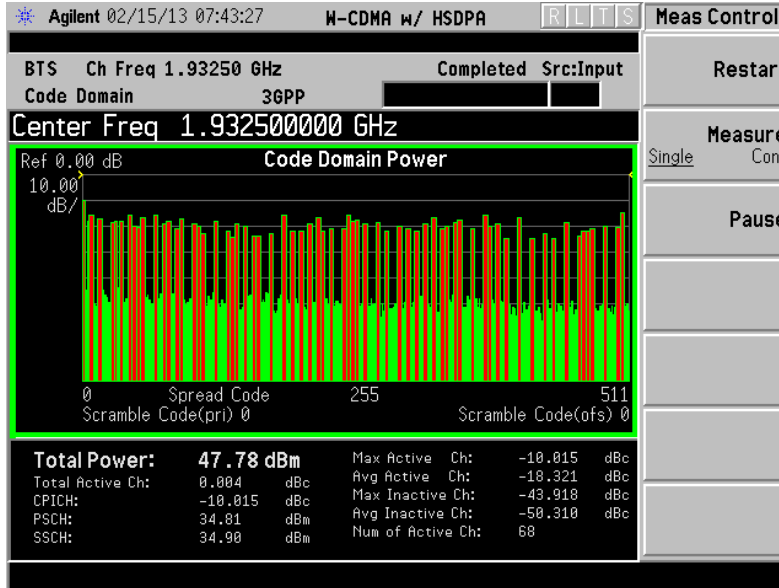 Agilent 02/15/13 07:43:27 W-CDMA w/ HSDPA R L T S Meas Control
BTS Ch Freq 1.93250 GHz Completed Src:Input
Code Domain 3GPP
Center Freq 1.932500000 GHz
Restar
Measure
Single Con
Pause
Ref 0.00 dB Code Domain Power
10.00
dB/
0 Spread Code 255 511
Scramble Code(pri) 0 Scramble Code(ofs) 0
Total Power: 47.78 dBm
Total Active Ch: 0.004 dBc
CPICH: -10.015 dBc
PSCH: 34.81 dBm
SSCH: 34.90 dBm
Max Active Ch: -10.015 dBc
Avg Active Ch: -18.321 dBc
Max Inactive Ch: -43.918 dBc
Avg Inactive Ch: -50.310 dBc
Num of Active Ch: 68